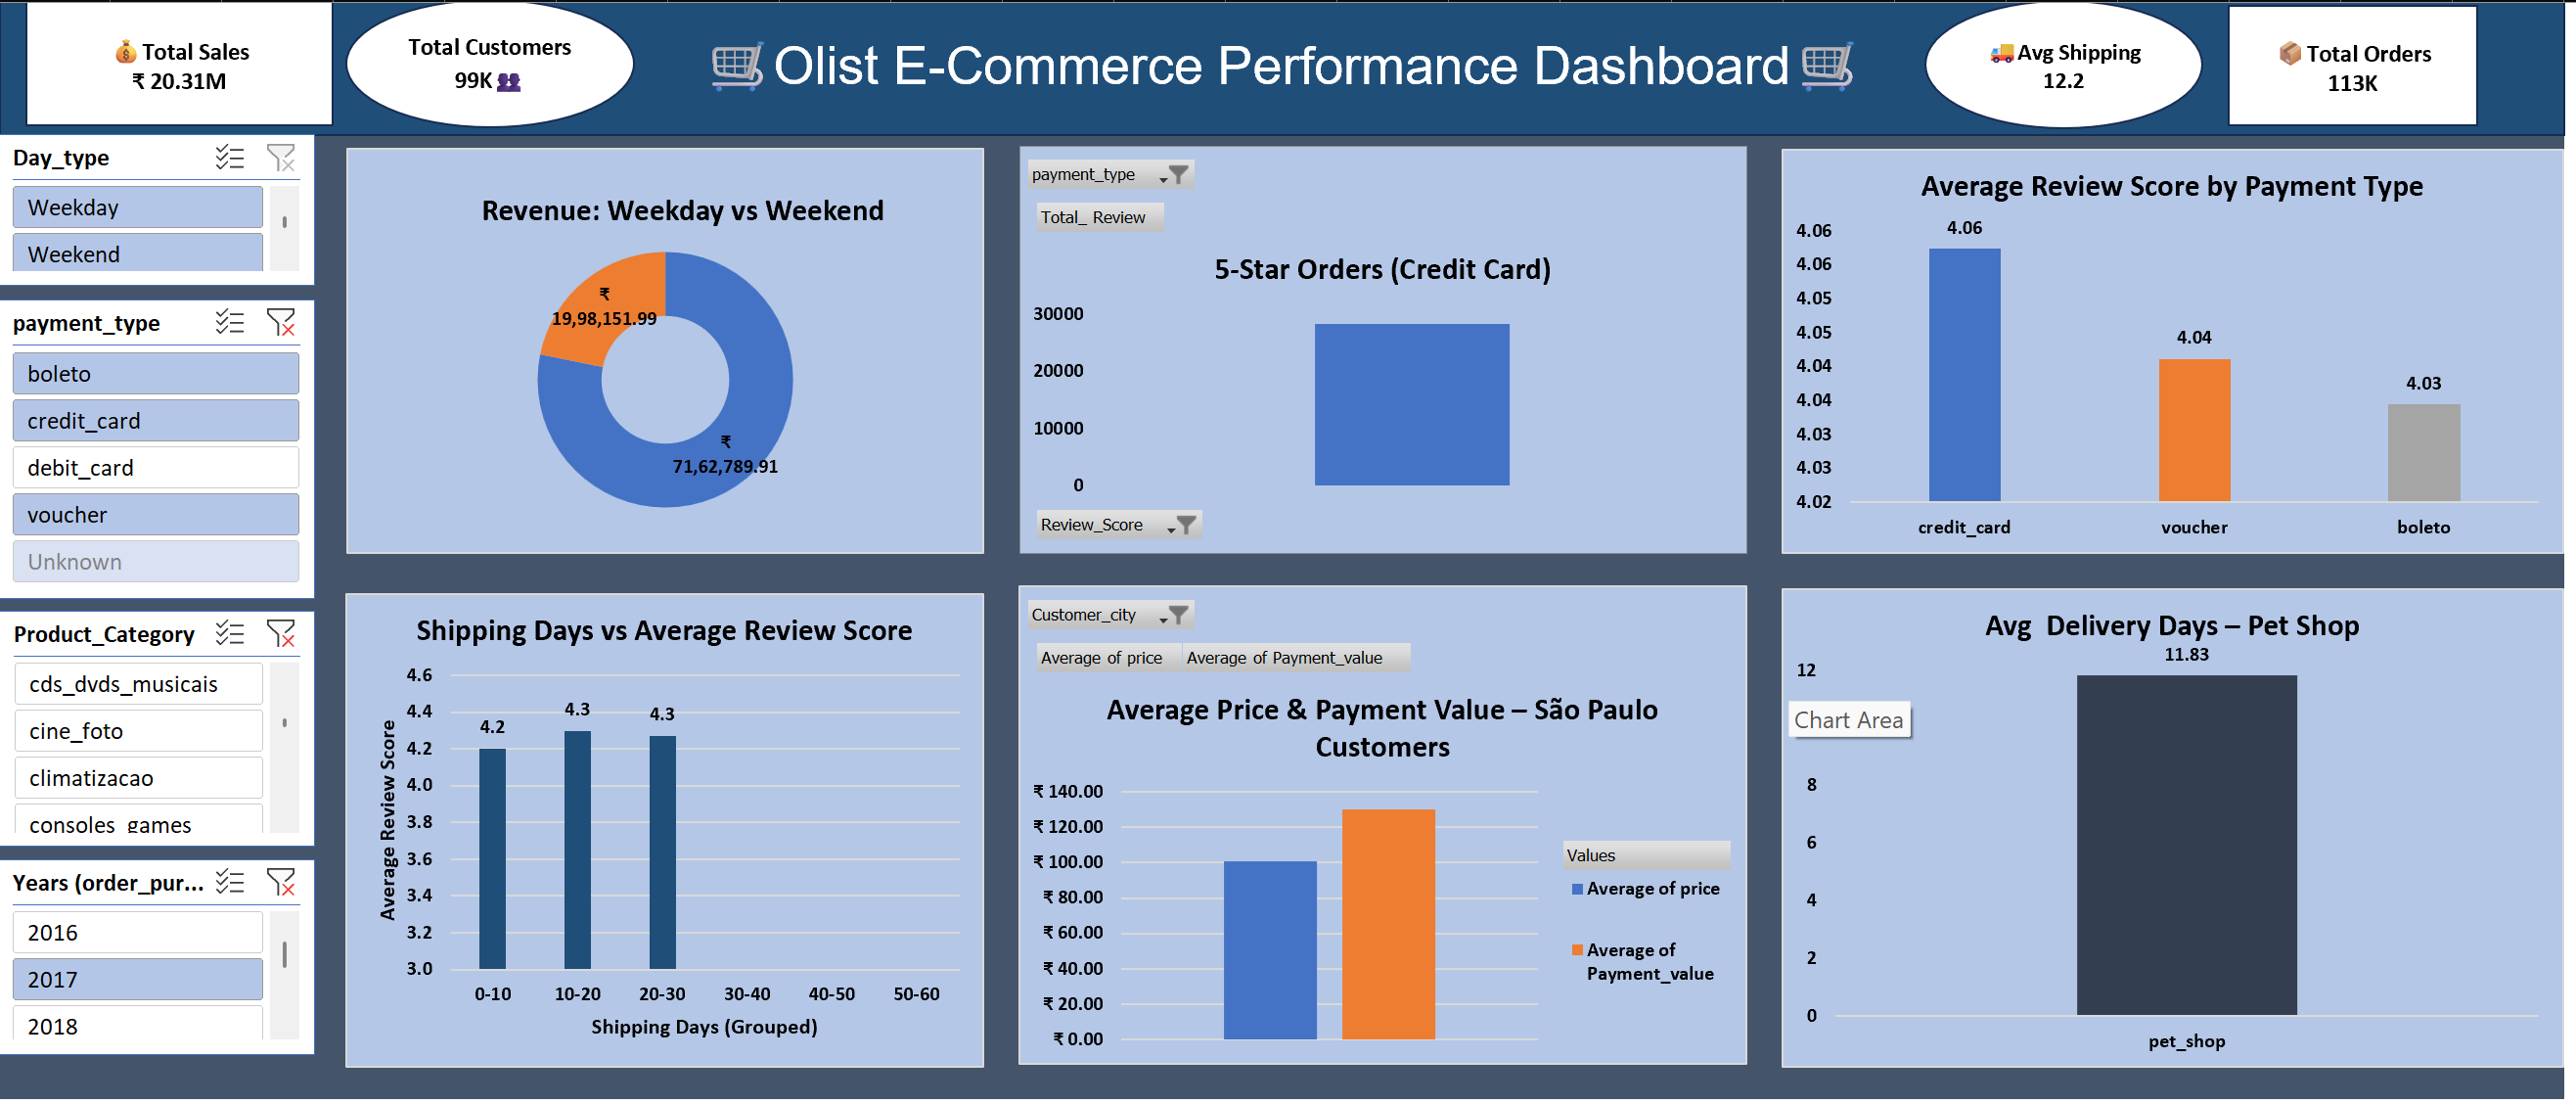 💰 Total Sales
₹ 20.31M
Total Customers
99K 👥
🛒 Olist E-Commerce Performance Dashboard 🛒
🚚 Avg Shipping
12.2
📦 Total Orders
113K
Day_type
Weekday
Weekend
payment_type
boleto
credit_card
debit_card
voucher
Unknown
Product_Category
cds_dvds_musicais
cine_foto
climatizacao
consoles_games
Years (order_pur...
2016
2017
2018
Revenue: Weekday vs Weekend
₹
19,98,151.99
₹
71,62,789.91
payment_type
Total_ Review
5-Star Orders (Credit Card)
30000
20000
10000
0
Review_Score
Average Review Score by Payment Type
4.06
4.06
4.05
4.05
4.04
4.04
4.03
4.03
4.02
4.06
4.04
4.03
credit_card
voucher
boleto
Shipping Days vs Average Review Score
Average Review Score
4.6
4.4
4.2
4.0
3.8
3.6
3.4
3.2
3.0
4.2
4.3
4.3
0-10
10-20
20-30
30-40
40-50
50-60
Shipping Days (Grouped)
Customer_city
Average of price
Average of Payment_value
Average Price & Payment Value – São Paulo
Customers
₹ 140.00
₹ 120.00
₹ 100.00
₹ 80.00
₹ 60.00
₹ 40.00
₹ 20.00
₹ 0.00
Values
Average of price
Average of
Payment_value
Avg  Delivery Days – Pet Shop
11.83
12
Chart Area
8
6
4
2
0
pet_shop